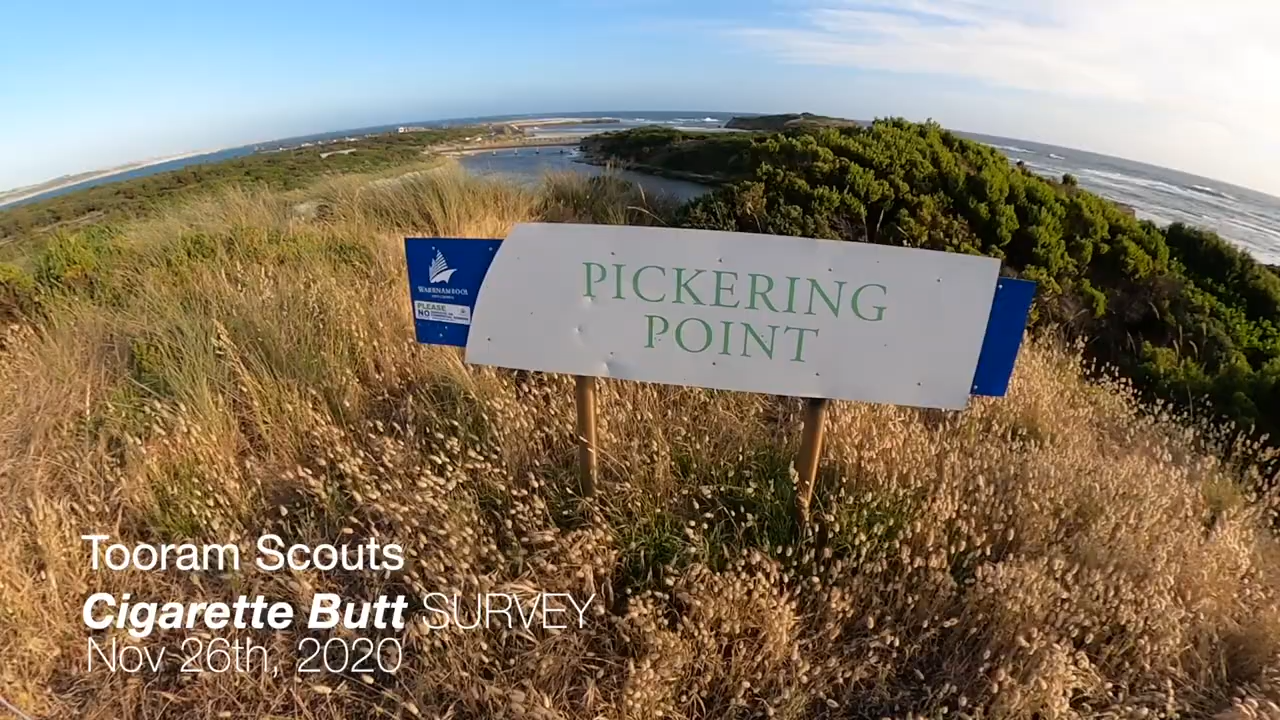 PICKERING
POINT
WARRNAMBOOL
PLEASE
NO
Tooram Scouts
Cigarette Butt SURVEY
Nov 26th, 2020